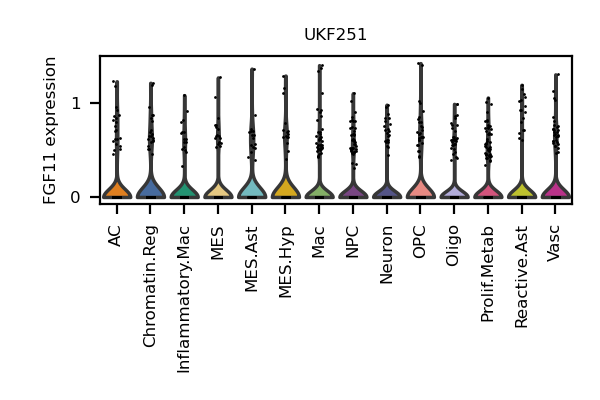 UKF251
FGF11 expression
1
0
AC
Chromatin.Reg
Inflammatory.Mac
MES
MES.Ast
MES.Hyp
Mac
NPC
Neuron
OPC
Oligo
Prolif.Metab
Reactive.Ast
Vasc